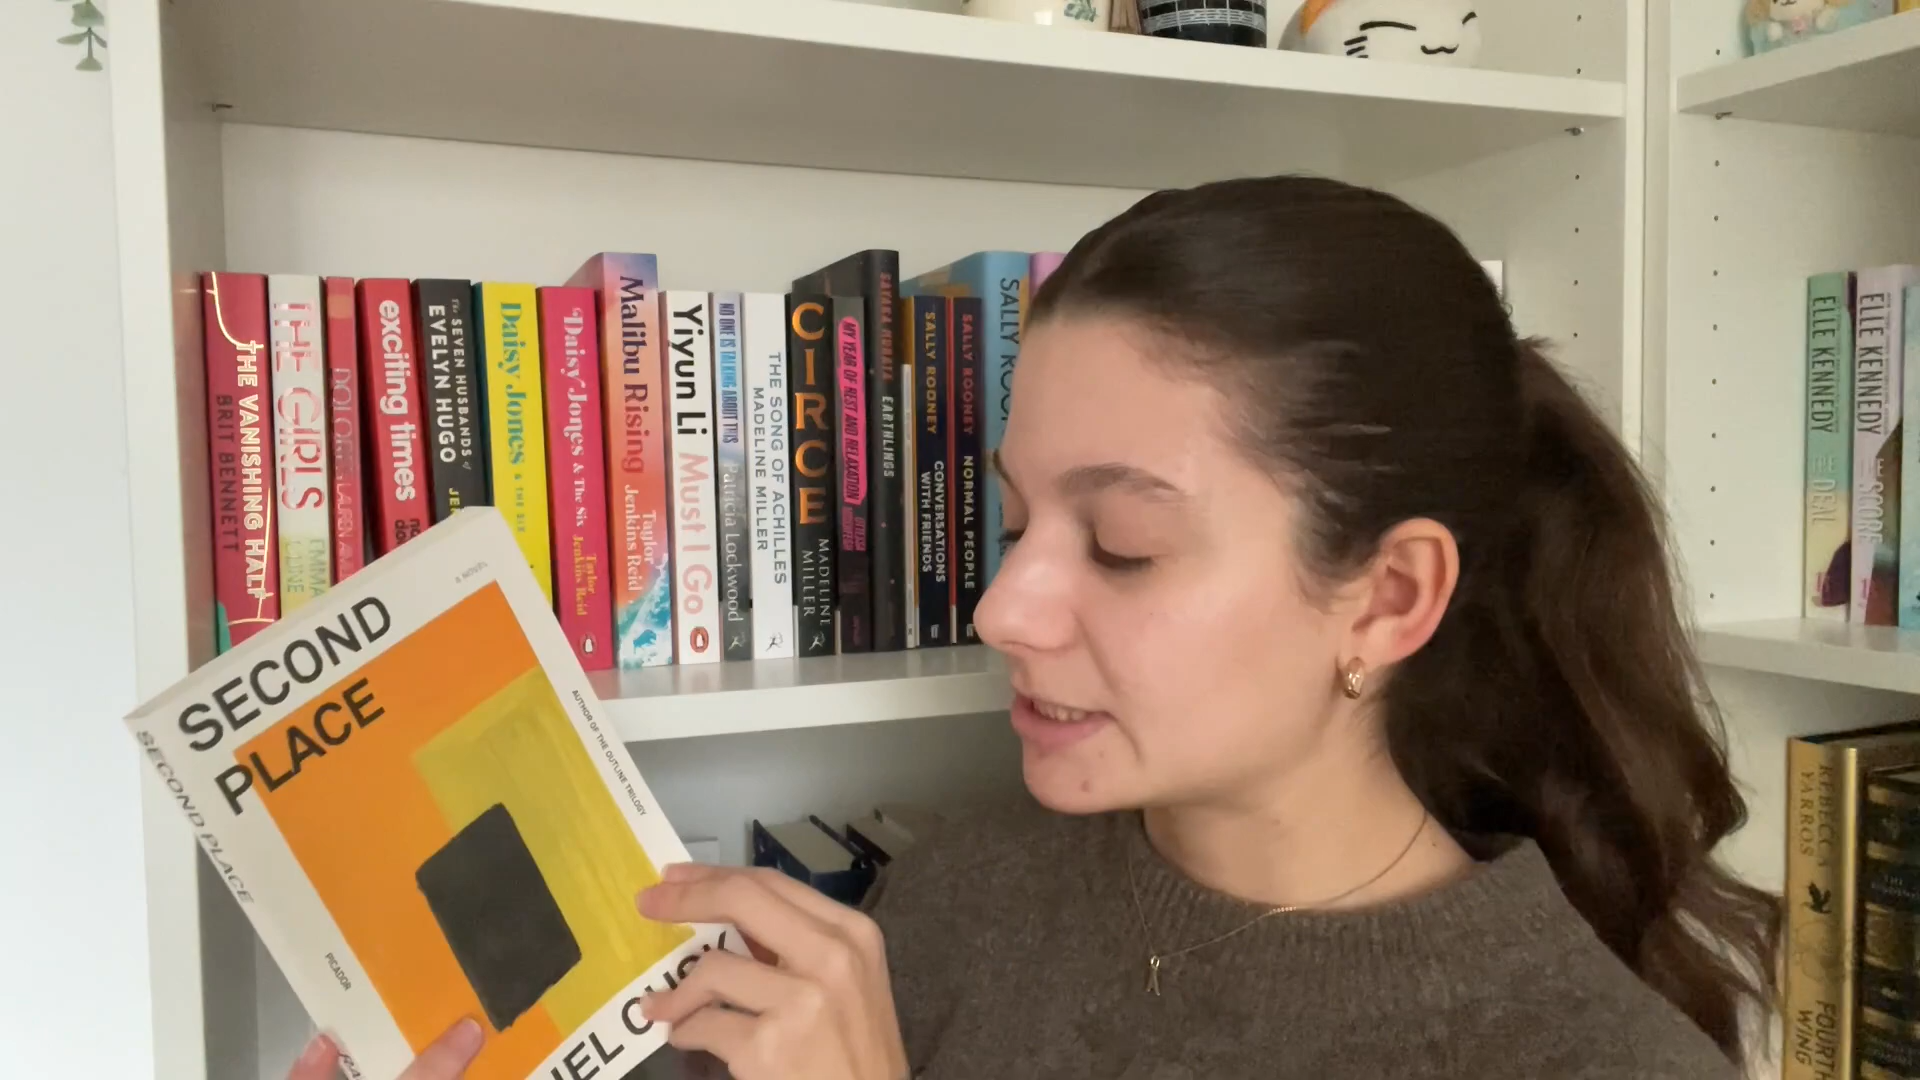 THE VANISHING HALF
BRIT BENNETT
THE GIRLS
EMMA
CLINE
exciting times
The SEVEN HUSBANDS of
EVELYN HUGO
Daisy Jones & THE SIX
Daisy Jones & The Six
Taylor
Jenkins Reid
Malibu Rising
Taylor
Jenkins Reid
Yiyun Li Must I Go
NO ONE IS TALKING ABOUT THIS
Patricia Lockwood
THE SONG OF ACHILLES
MADELINE MILLER
CIRCE
MADELINE
MILLER
MY YEAR OF REST AND RELAXATION
SAYAKA MURATA EARTHLINGS
SALLY ROONEY
CONVERSATIONS
WITH FRIENDS
SALLY ROONEY NORMAL PEOPLE
SALLY
ELLE KENNEDY THE DEAL
ELLE KENNEDY THE SCORE
REBECCA
YARROS
FOURTH
WING
A NOVEL
SECOND
PLACE
AUTHOR OF THE OUTLINE TRILOGY
SECOND PLACE
PICADOR